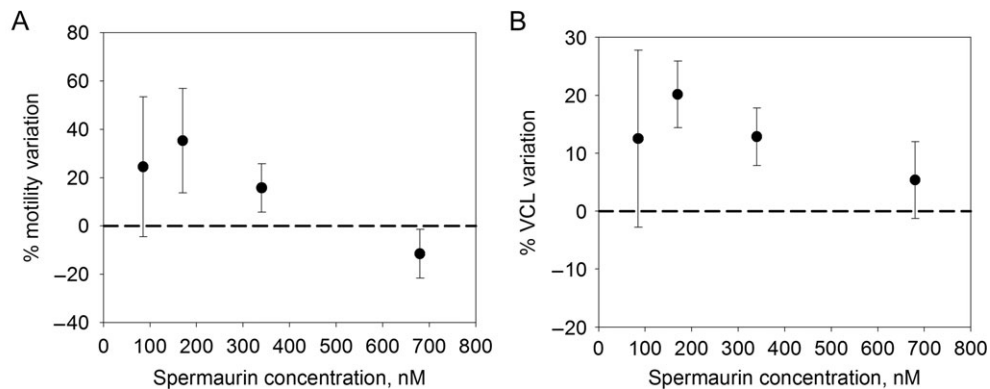 A
80
60
40
20
0
–20
–40
% motility variation
0 100 200 300 400 500 600 700 800
Spermaurin concentration, nM
B
30
20
10
0
–10
–20
% VCL variation
0 100 200 300 400 500 600 700 800
Spermaurin concentration, nM